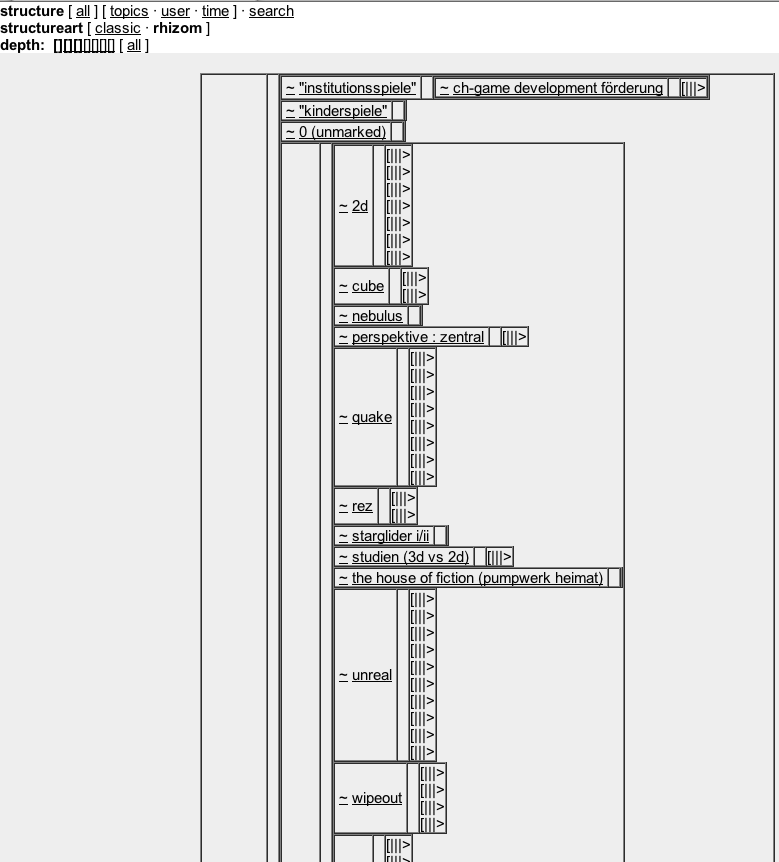 structure [ all ] [ topics · user · time ] · search
structureart [ classic · rhizom ]
depth: [][][][][][][][] [ all ]
~ "institutionsspiele" ~ ch-game development förderung [|||>
~ "kinderspiele"
~ 0 (unmarked)
[|||>
[|||>
[|||>
~ 2d [|||>
[|||>
[|||>
[|||>
[|||>
~ cube
[|||>
~ nebulus
~ perspektive : zentral [|||>
[|||>
[|||>
[|||>
[|||>
~ quake
[|||>
[|||>
[|||>
[|||>
[|||>
~ rez
[|||>
~ starglider i/ii
~ studien (3d vs 2d) [|||>
~ the house of fiction (pumpwerk heimat)
[|||>
[|||>
[|||>
[|||>
[|||>
~ unreal
[|||>
[|||>
[|||>
[|||>
[|||>
[|||>
[|||>
~ wipeout
[|||>
[|||>
[|||>
[|||>